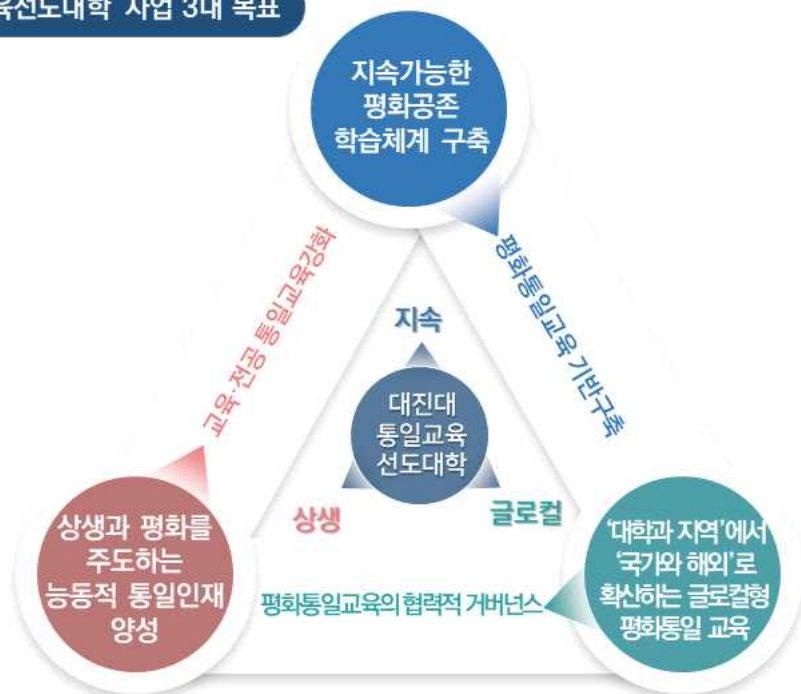 육선도대학 사업 3대 목표
지속가능한
평화공존
학습체계 구축
교육·전공 통일교육강화
평화통일교육 기반구축
지속
대진대
통일교육
선도대학
상생
글로컬
상생과 평화를
주도하는
능동적 통일인재
양성
평화통일교육의 협력적 거버넌스
'대학과 지역'에서
'국가와 해외'로
확산하는 글로컬형
평화통일 교육